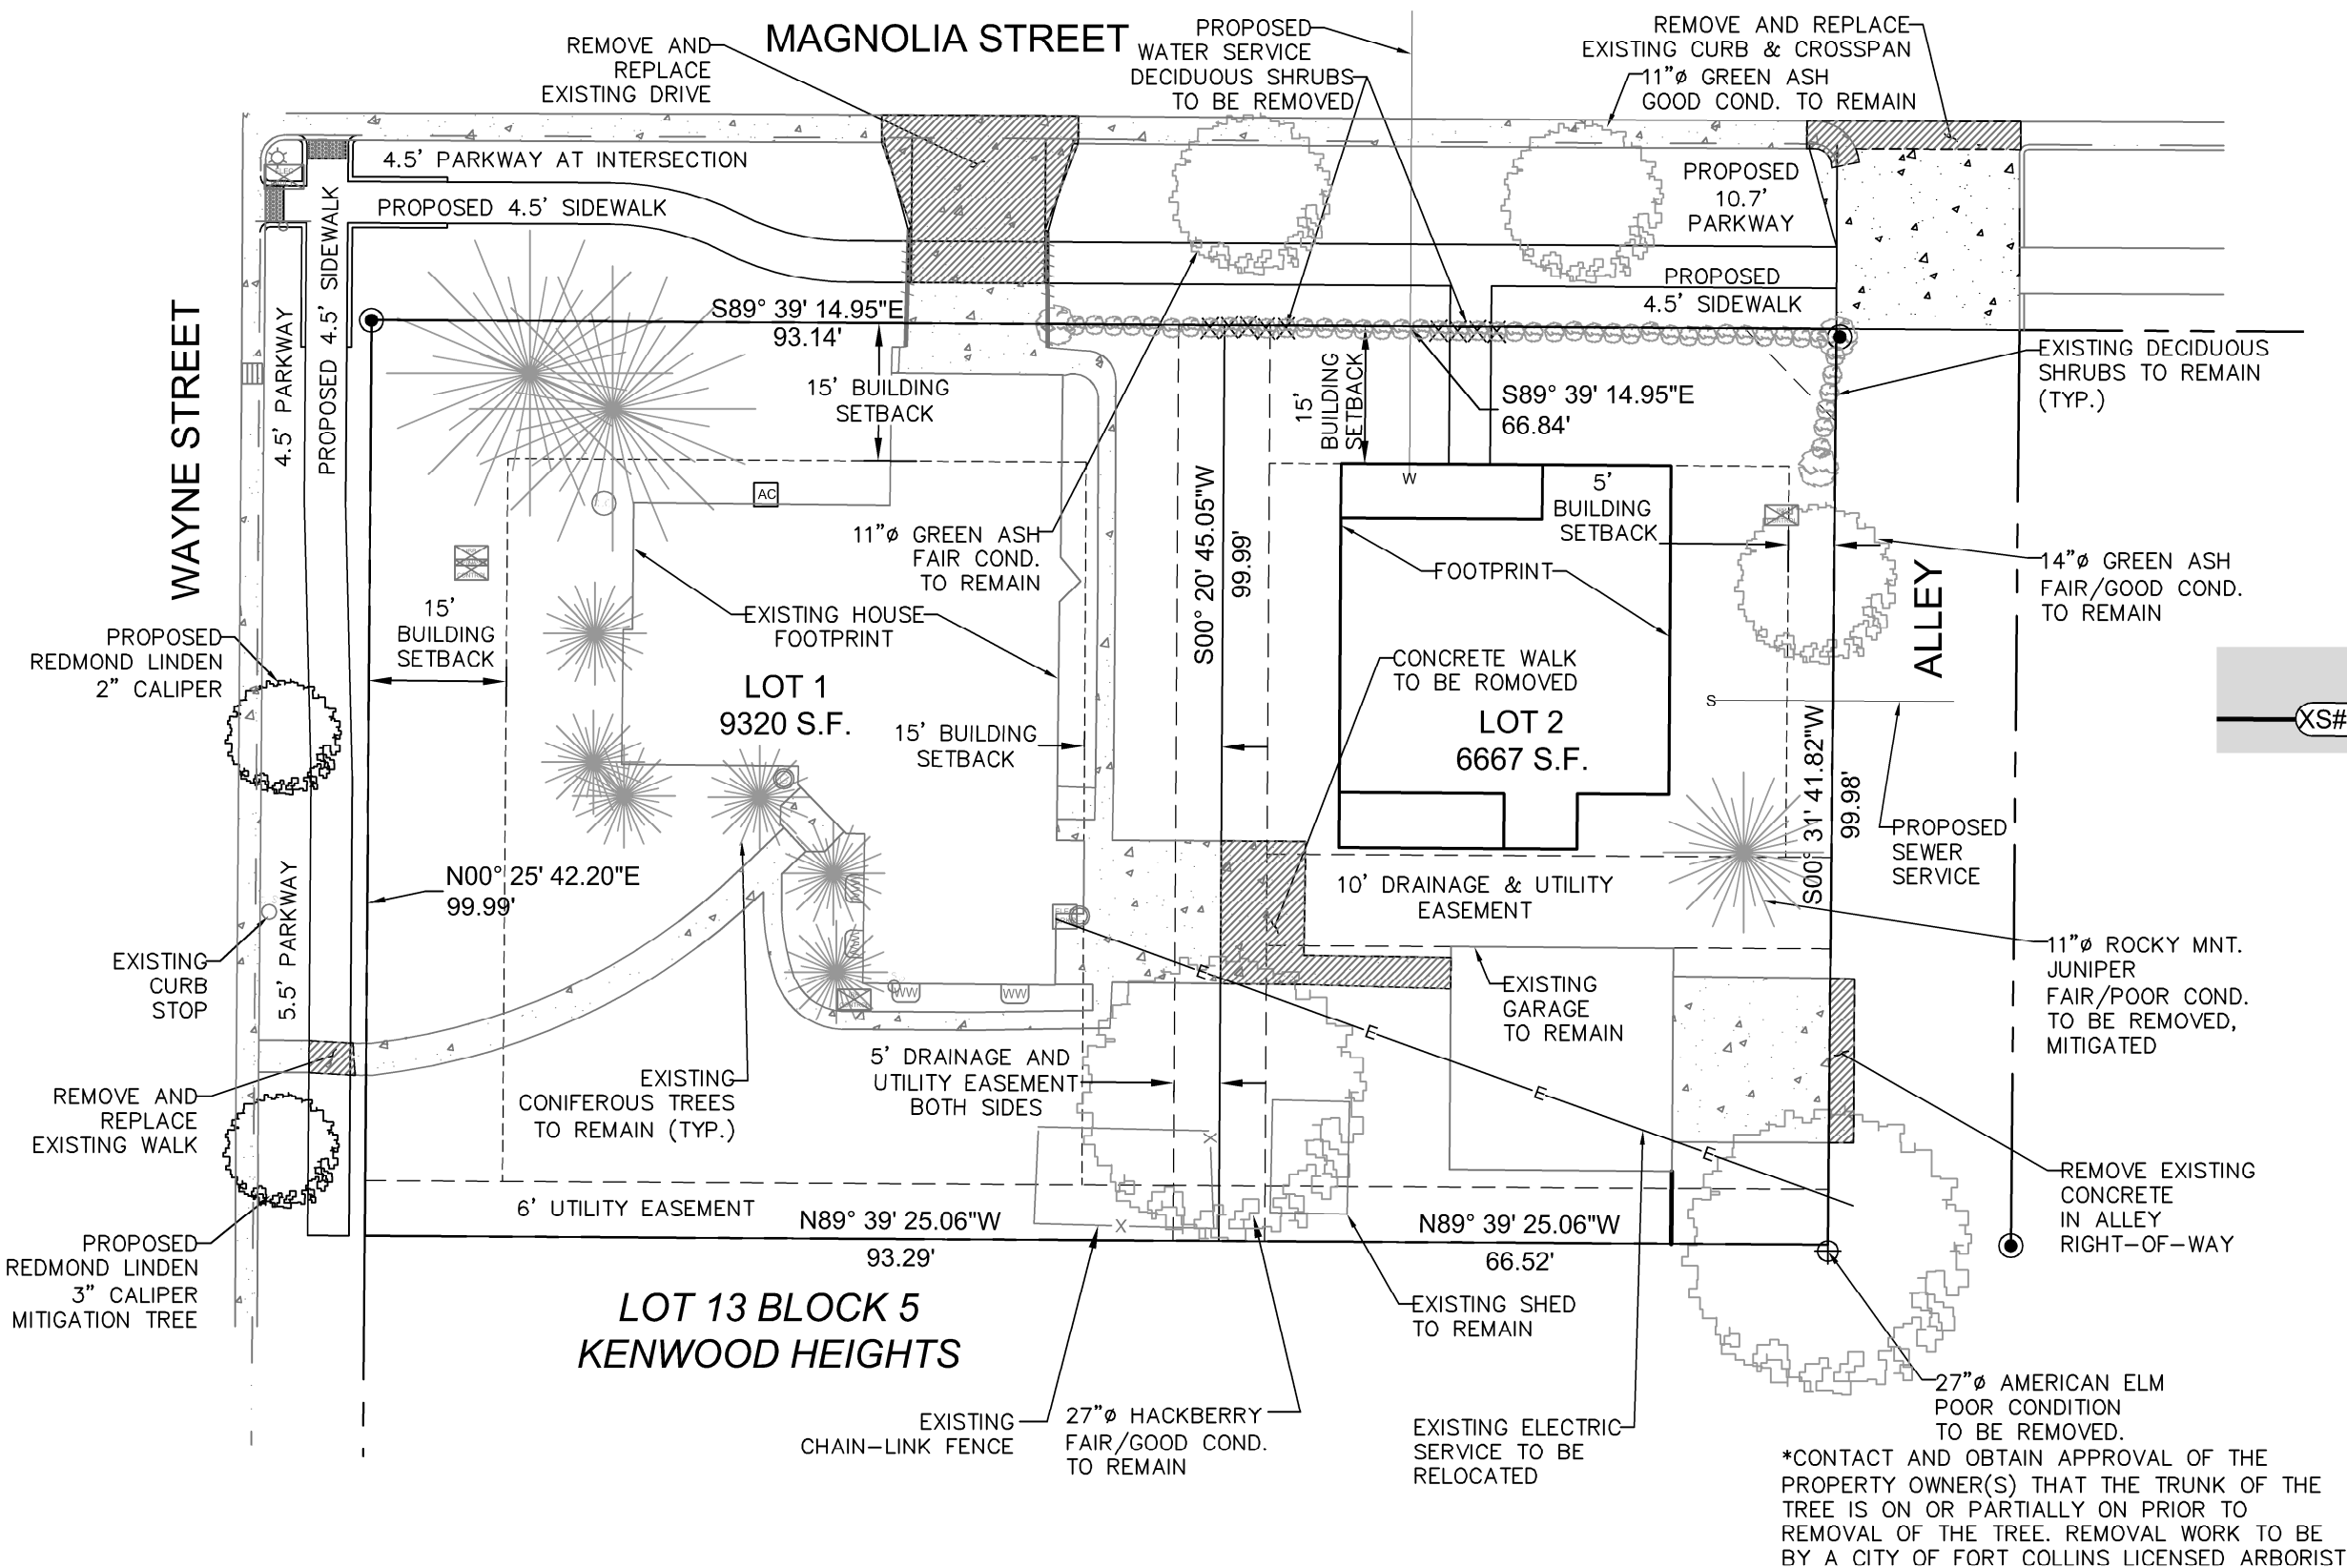 MAGNOLIA STREET
REMOVE AND
REPLACE
EXISTING DRIVE
PROPOSED
WATER SERVICE
DECIDUOUS SHRUBS
TO BE REMOVED
REMOVE AND REPLACE
EXISTING CURB & CROSSPAN
11"ø GREEN ASH
GOOD COND. TO REMAIN
4.5' PARKWAY AT INTERSECTION
PROPOSED 4.5' SIDEWALK
PROPOSED
10.7'
PARKWAY
PROPOSED
4.5' SIDEWALK
WAYNE STREET
4.5' PARKWAY
PROPOSED 4.5' SIDEWALK
S89° 39' 14.95"E
93.14'
15' BUILDING
SETBACK
15'
BUILDING
SETBACK
S89° 39' 14.95"E
66.84'
EXISTING DECIDUOUS
SHRUBS TO REMAIN
(TYP.)
AC
W
5'
BUILDING
SETBACK
11"ø GREEN ASH
FAIR COND.
TO REMAIN
S00° 20' 45.05"W
99.99'
FOOTPRINT
14"ø GREEN ASH
FAIR/GOOD COND.
TO REMAIN
ALLEY
15'
BUILDING
SETBACK
EXISTING HOUSE
FOOTPRINT
PROPOSED
REDMOND LINDEN
2" CALIPER
LOT 1
9320 S.F.
15' BUILDING
SETBACK
CONCRETE WALK
TO BE ROMOVED
LOT 2
6667 S.F.
S
S00° 31' 41.82"W
99.98'
XS#
PROPOSED
SEWER
SERVICE
N00° 25' 42.20"E
99.99'
5.5' PARKWAY
10' DRAINAGE & UTILITY
EASEMENT
EXISTING
CURB
STOP
WW
WW
WW
WW
E
E
E
E
EXISTING
GARAGE
TO REMAIN
11"ø ROCKY MNT.
JUNIPER
FAIR/POOR COND.
TO BE REMOVED,
MITIGATED
REMOVE AND
REPLACE
EXISTING WALK
EXISTING
CONIFEROUS TREES
TO REMAIN (TYP.)
5' DRAINAGE AND
UTILITY EASEMENT
BOTH SIDES
X
X
REMOVE EXISTING
CONCRETE
IN ALLEY
RIGHT-OF-WAY
6' UTILITY EASEMENT
N89° 39' 25.06"W
93.29'
N89° 39' 25.06"W
66.52'
PROPOSED
REDMOND LINDEN
3" CALIPER
MITIGATION TREE
LOT 13 BLOCK 5
KENWOOD HEIGHTS
EXISTING SHED
TO REMAIN
EXISTING
CHAIN-LINK FENCE
27"ø HACKBERRY
FAIR/GOOD COND.
TO REMAIN
EXISTING ELECTRIC
SERVICE TO BE
RELOCATED
27"ø AMERICAN ELM
POOR CONDITION
TO BE REMOVED.
*CONTACT AND OBTAIN APPROVAL OF THE
PROPERTY OWNER(S) THAT THE TRUNK OF THE
TREE IS ON OR PARTIALLY ON PRIOR TO
REMOVAL OF THE TREE. REMOVAL WORK TO BE
BY A CITY OF FORT COLLINS LICENSED ARBORIST